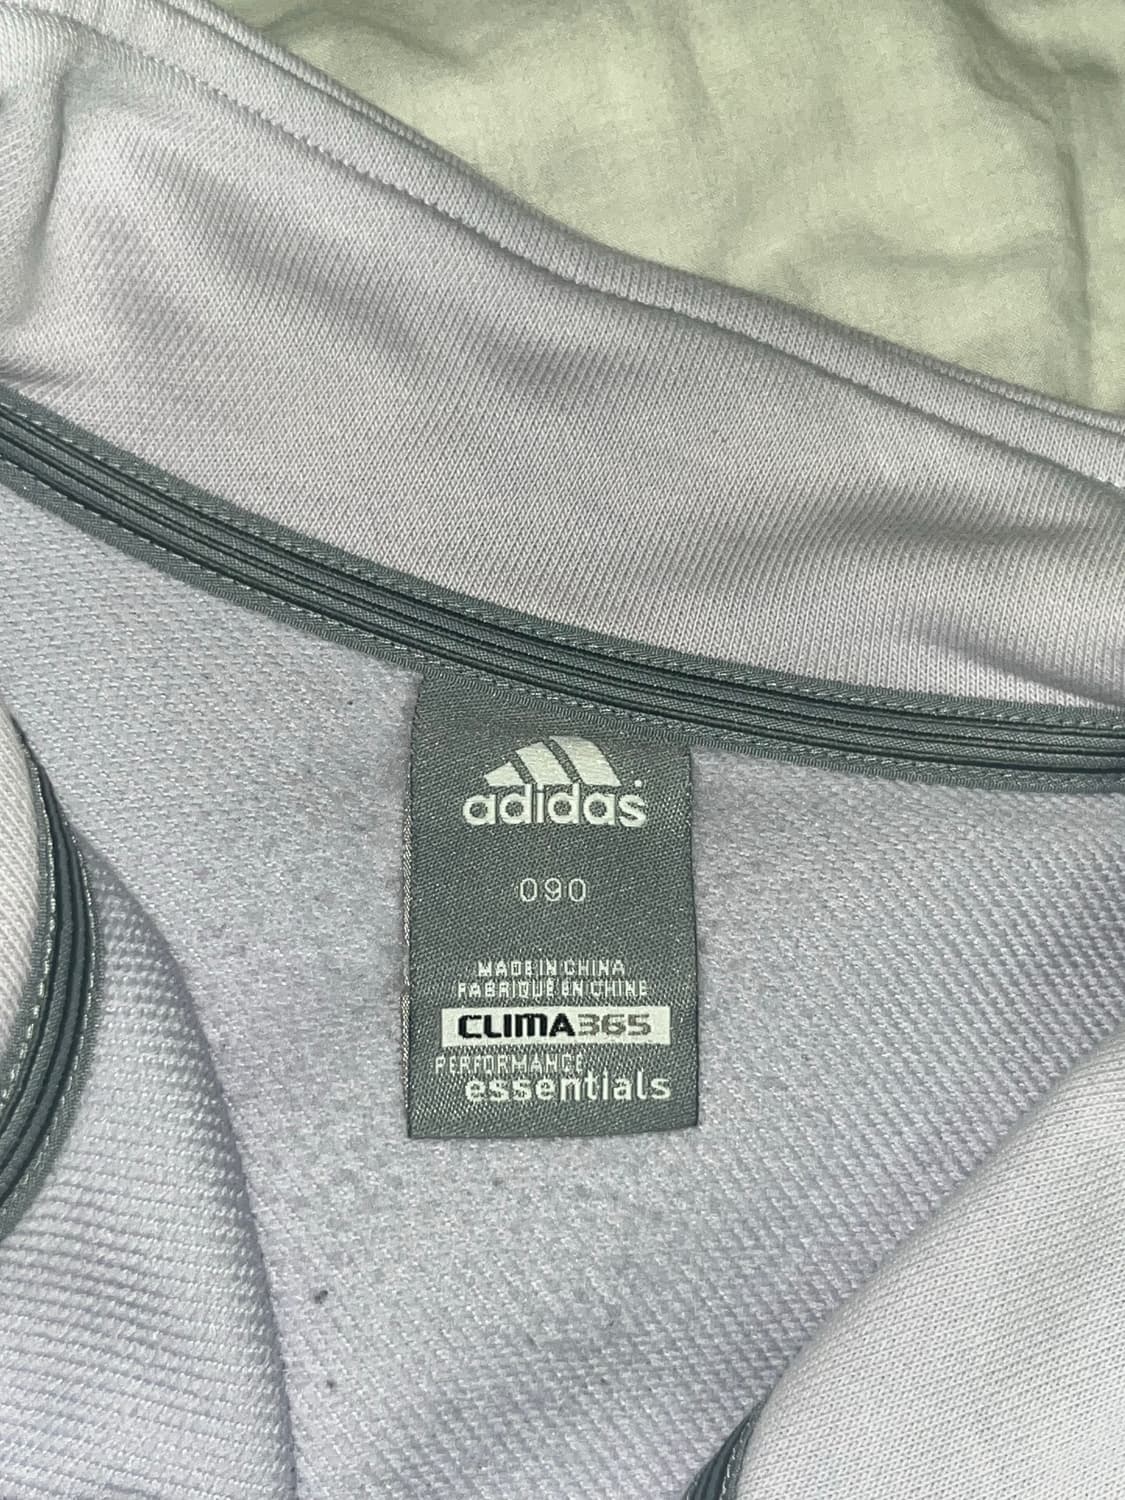 adidas
090
MADE IN CHINA
FABRIQUE EN CHINE
CLIMA365
PERFORMANCE
essentials